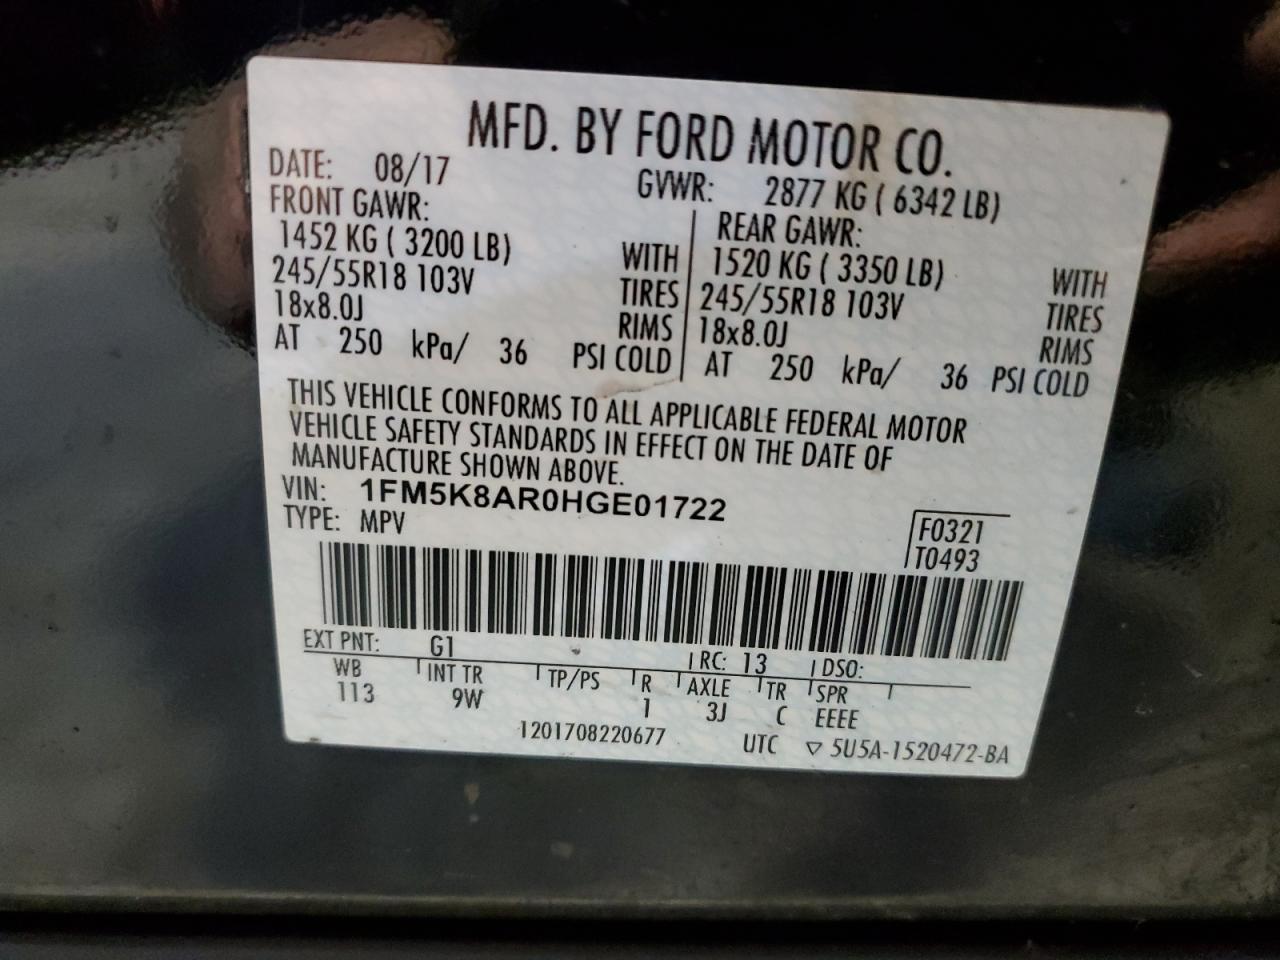 MFD. BY FORD MOTOR CO.
DATE: 08/17 GVWR: 2877 KG ( 6342 LB)
FRONT GAWR: REAR GAWR:
1452 KG ( 3200 LB) WITH 1520 KG ( 3350 LB) WITH
245/55R18 103V TIRES 245/55R18 103V TIRES
18x8.0J RIMS 18x8.0J RIMS
AT 250 kPa/ 36 PSI COLD AT 250 kPa/ 36 PSI COLD
THIS VEHICLE CONFORMS TO ALL APPLICABLE FEDERAL MOTOR
VEHICLE SAFETY STANDARDS IN EFFECT ON THE DATE OF
MANUFACTURE SHOWN ABOVE.
VIN: 1FM5K8AR0HGE01722
TYPE: MPV F0321
T0493
EXT PNT: G1 RC: 13 DSO:
WB INT TR TP/PS R AXLE TR SPR
113 9W 1 3J C EEEE
1201708220677 UTC ▽ 5U5A-1520472-BA